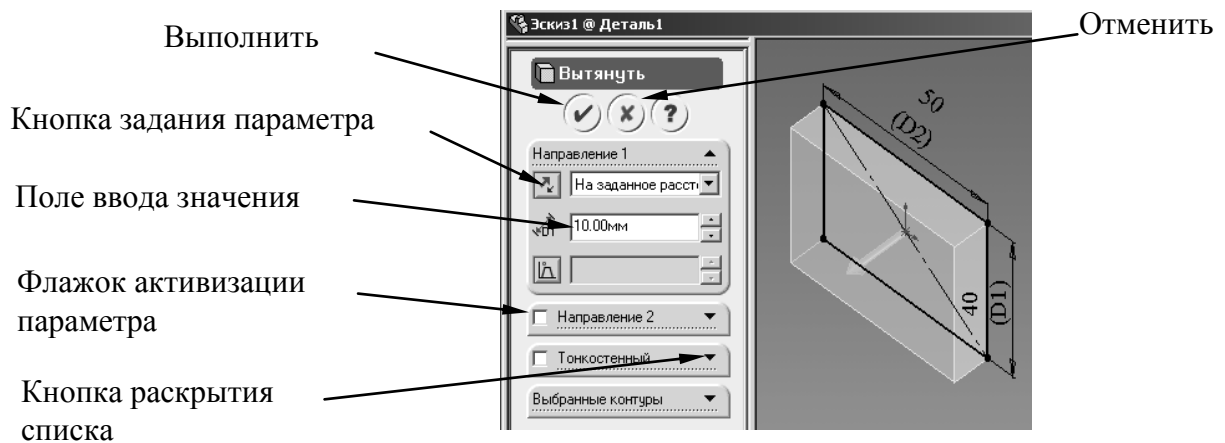 Эскиз1 @ Деталь1
Выполнить
Отменить
Вытянуть
?
Кнопка задания параметра
Направление 1
На заданное расст
Поле ввода значения
D1
10.00мм
Флажок активизации
параметра
Направление 2
Тонкостенный
Кнопка раскрытия
списка
Выбранные контуры
50
(D2)
40
(D1)